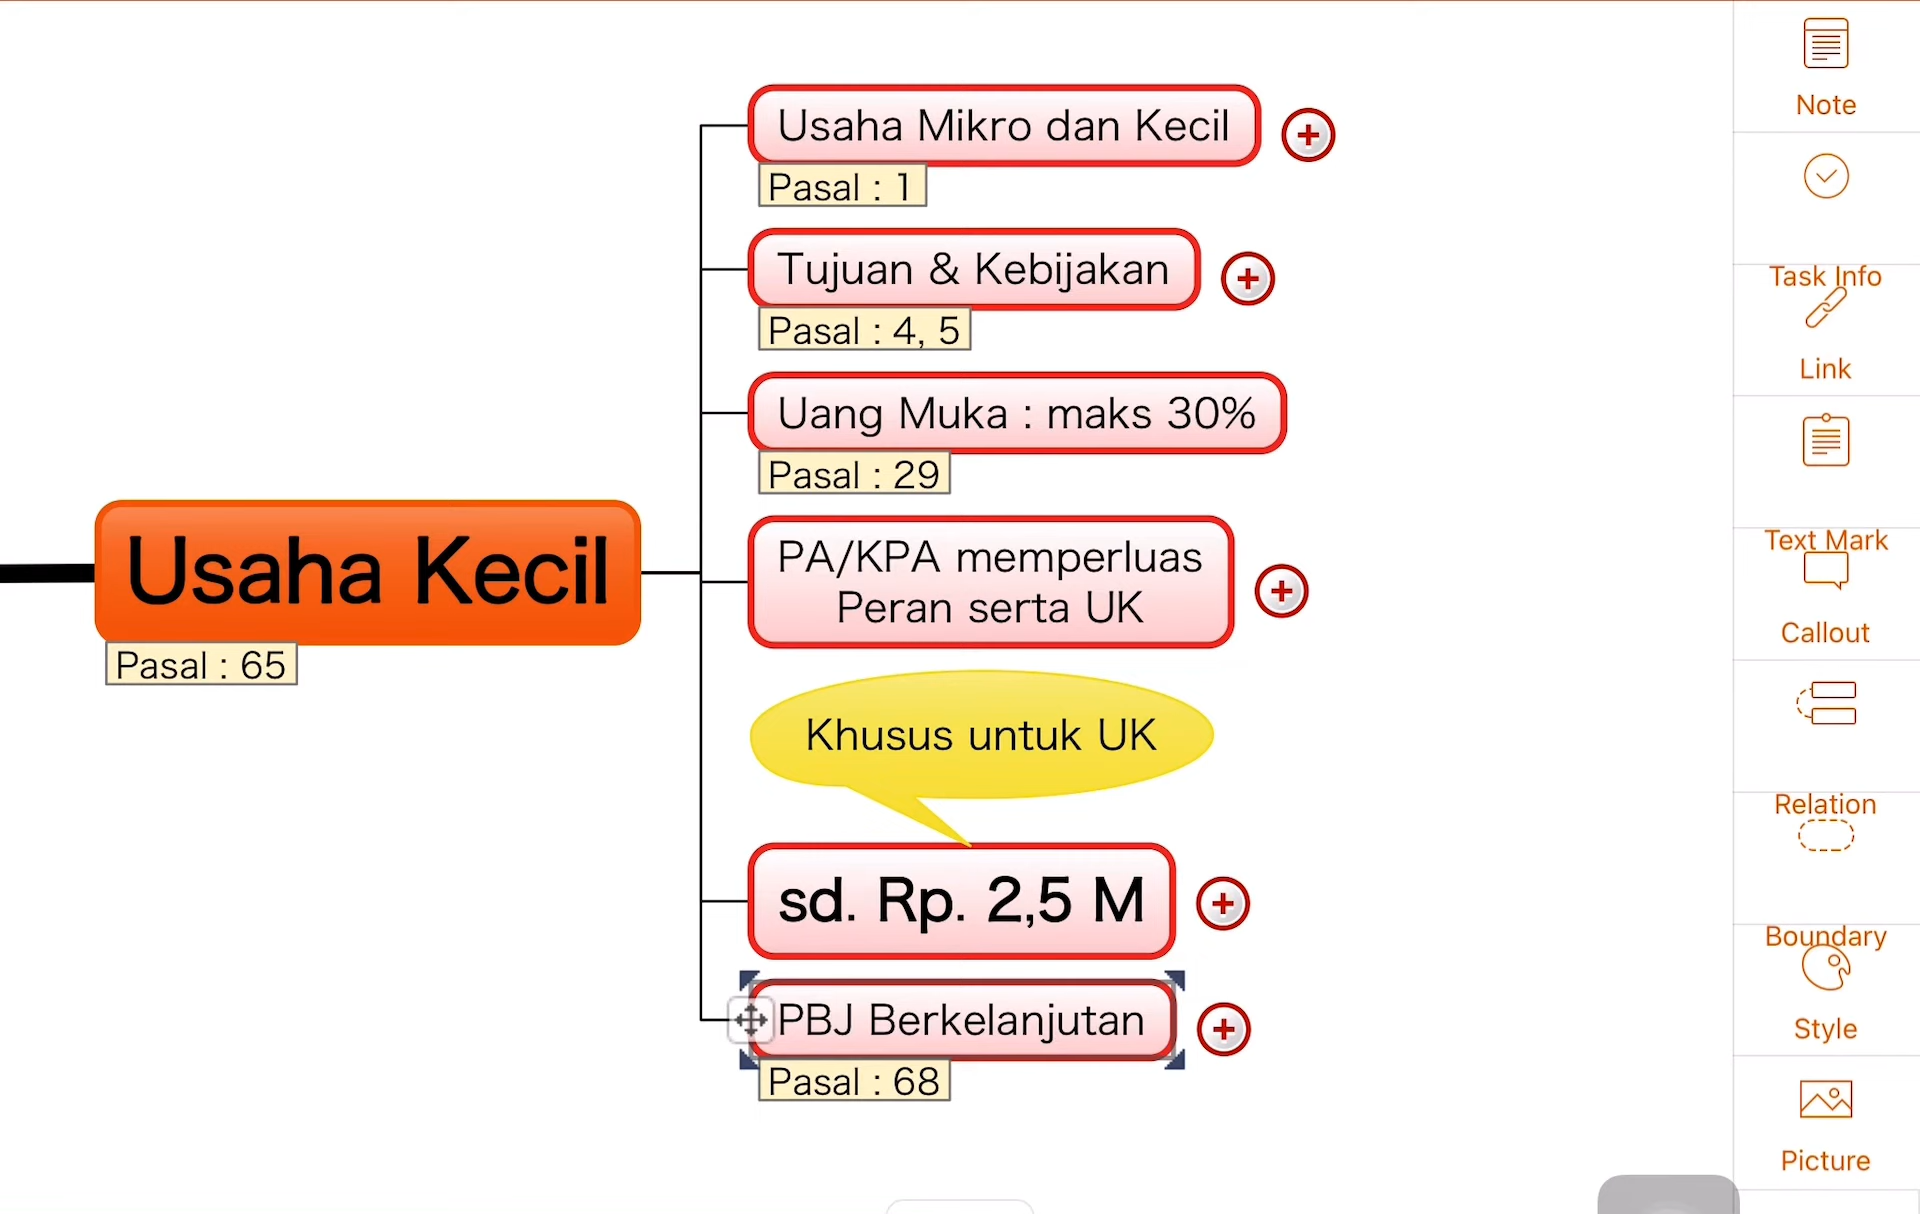 Usaha Kecil
Pasal : 65
Usaha Mikro dan Kecil
Pasal : 1
Tujuan & Kebijakan
Pasal : 4, 5
Uang Muka : maks 30%
Pasal : 29
PA/KPA memperluas
Peran serta UK
Khusus untuk UK
sd. Rp. 2,5 M
PBJ Berkelanjutan
Pasal : 68
Note
Task Info
Link
Text Mark
Callout
Relation
Boundary
Style
Picture